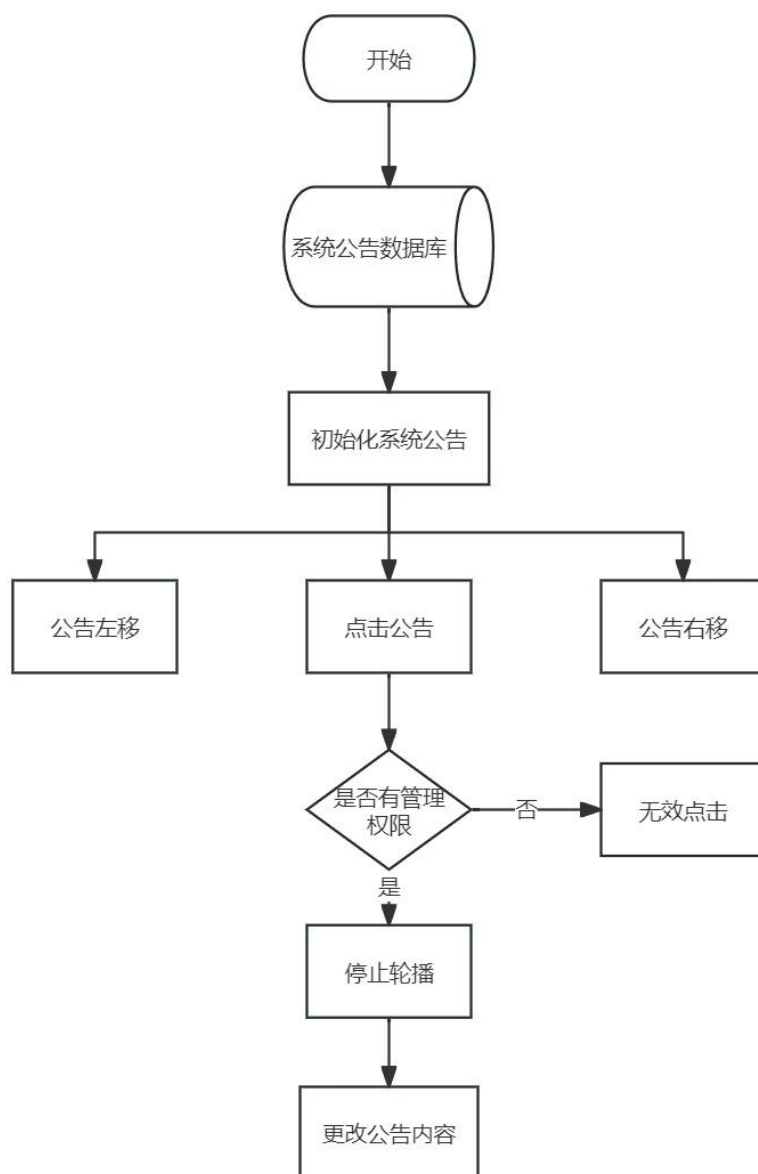 开始
系统公告数据库
初始化系统公告
公告左移
点击公告
公告右移
是否有管理
权限
否
无效点击
是
停止轮播
更改公告内容